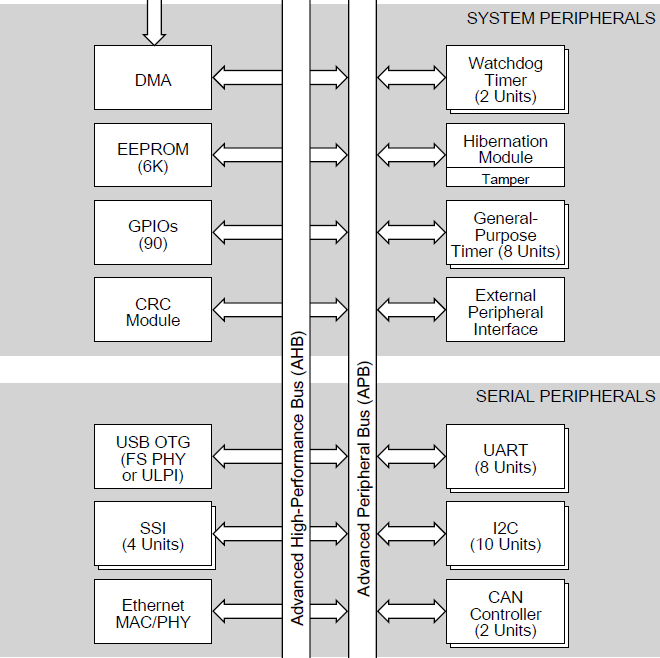 SYSTEM PERIPHERALS
DMA
Watchdog
Timer
(2 Units)
EEPROM
(6K)
Hibernation
Module
Tamper
GPIOs
(90)
General-
Purpose
Timer (8 Units)
CRC
Module
External
Peripheral
Interface
Advanced High-Performance Bus (AHB)
Advanced Peripheral Bus (APB)
SERIAL PERIPHERALS
USB OTG
(FS PHY
or ULPI)
UART
(8 Units)
SSI
(4 Units)
I2C
(10 Units)
Ethernet
MAC/PHY
CAN
Controller
(2 Units)